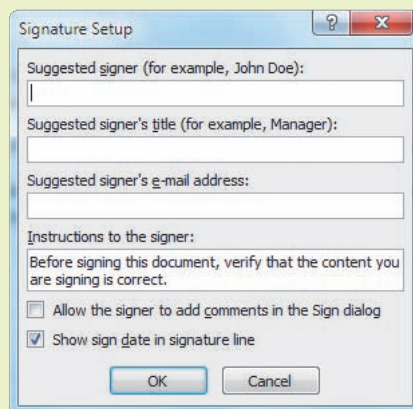 Signature Setup
Suggested signer (for example, John Doe):
Suggested signer's title (for example, Manager):
Suggested signer's e-mail address:
Instructions to the signer:
Before signing this document, verify that the content you
are signing is correct.
Allow the signer to add comments in the Sign dialog
Show sign date in signature line
OK Cancel